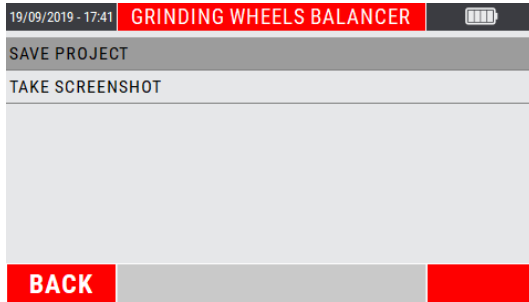 19/09/2019 - 17:41 GRINDING WHEELS BALANCER
SAVE PROJECT
TAKE SCREENSHOT
BACK